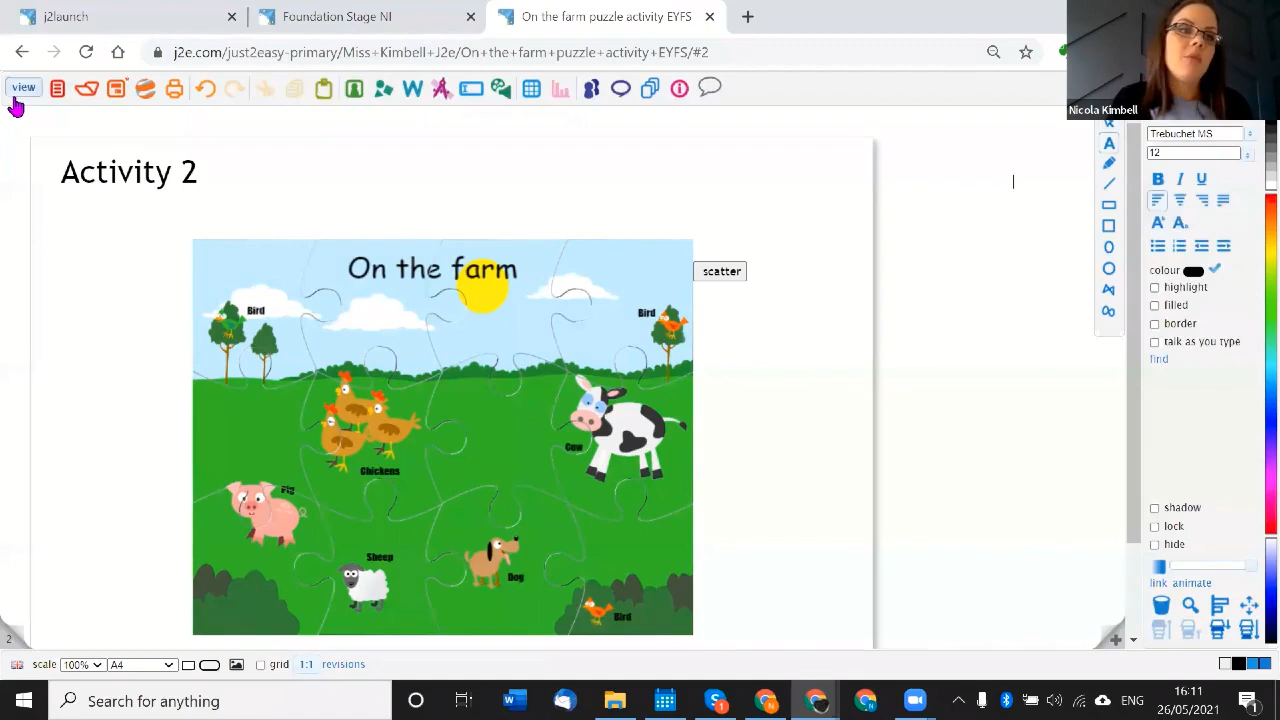 j2launch
Foundation Stage NI
On the farm puzzle activity EYFS
j2e.com/just2easy-primary/Miss+Kimbell+J2e/On+the+farm+puzzle+activity+EYFS/#2
Nicola Kimbell
view
Trebuchet MS
12
Activity 2
On the farm
scatter
Bird
Bird
Chickens
Cow
Pig
Sheep
Dog
Bird
B I U
colour
highlight
filled
border
talk as you type
find
shadow
lock
hide
link animate
2
scale 100% A4 grid 1:1 revisions
Search for anything
ENG
16:11
26/05/2021